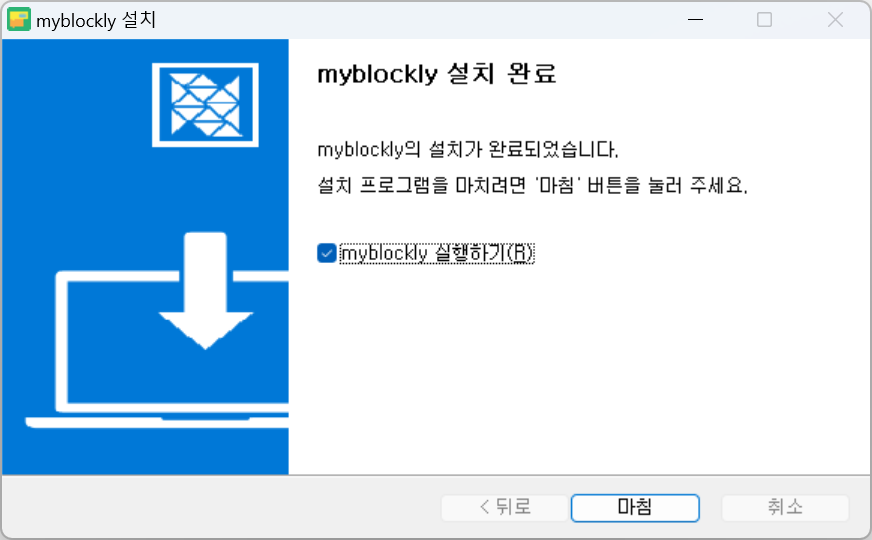 myblockly 설치
myblockly 설치 완료
myblockly의 설치가 완료되었습니다.
설치 프로그램을 마치려면 '마침' 버튼을 눌러 주세요.
myblockly 실행하기(R)
< 뒤로
마침
취소